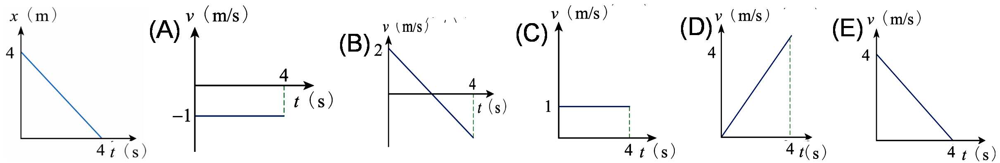 x（m）
4
4
t（s）
(A)
v（m/s）
4
t（s）
−1
(B)
v（m/s）
2
4
t（s）
(C)
v（m/s）
1
4
t（s）
(D)
v（m/s）
4
4
t(s）
(E)
v（m/s）
4
4
t（s）